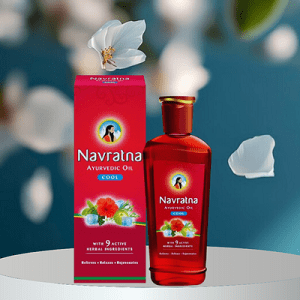 Navratna
Navratna
AYURVEDIC OIL
COOL
WITH 9 ACTIVE
HERBAL INGREDIENTS
Relieves • Relaxes • Rejuvenates
Navratna
AYURVEDIC OIL
COOL
WITH 9 ACTIVE
HERBAL INGREDIENTS